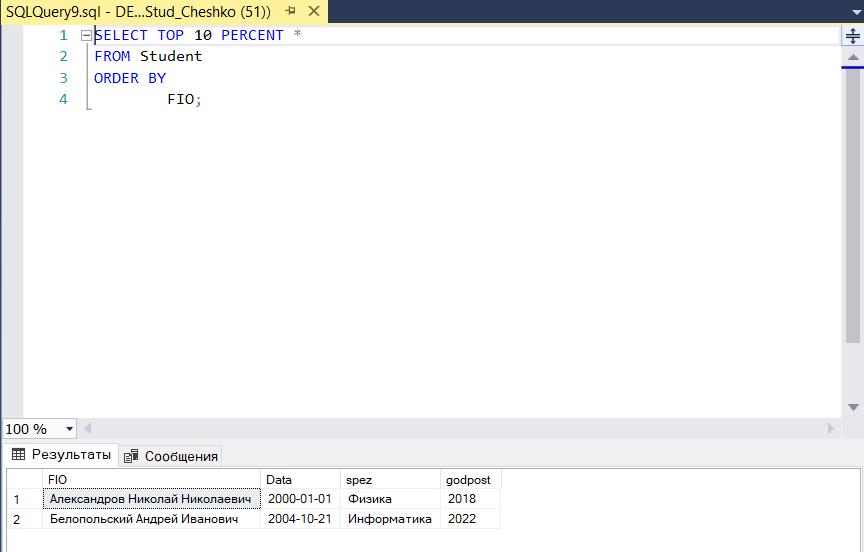 SQLQuery9.sql - DE...Stud_Cheshko (51))
1 SELECT TOP 10 PERCENT *
2 FROM Student
3 ORDER BY
4 FIO;
100 %
Результаты Сообщения
FIO Data spez godpost
1 Александров Николай Николаевич 2000-01-01 Физика 2018
2 Белопольский Андрей Иванович 2004-10-21 Информатика 2022